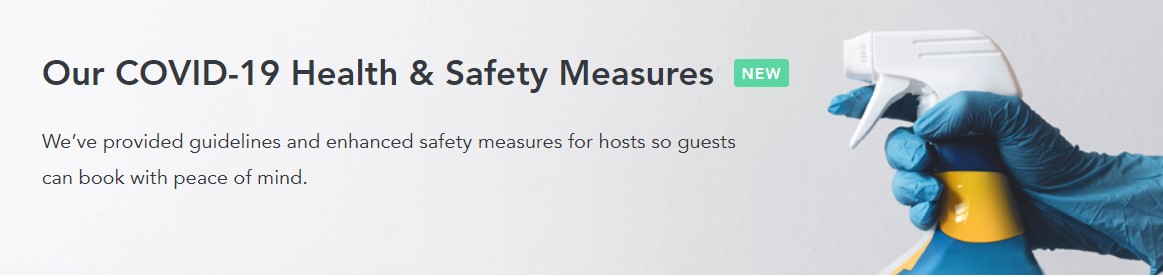 Our COVID-19 Health & Safety Measures NEW
We’ve provided guidelines and enhanced safety measures for hosts so guests
can book with peace of mind.